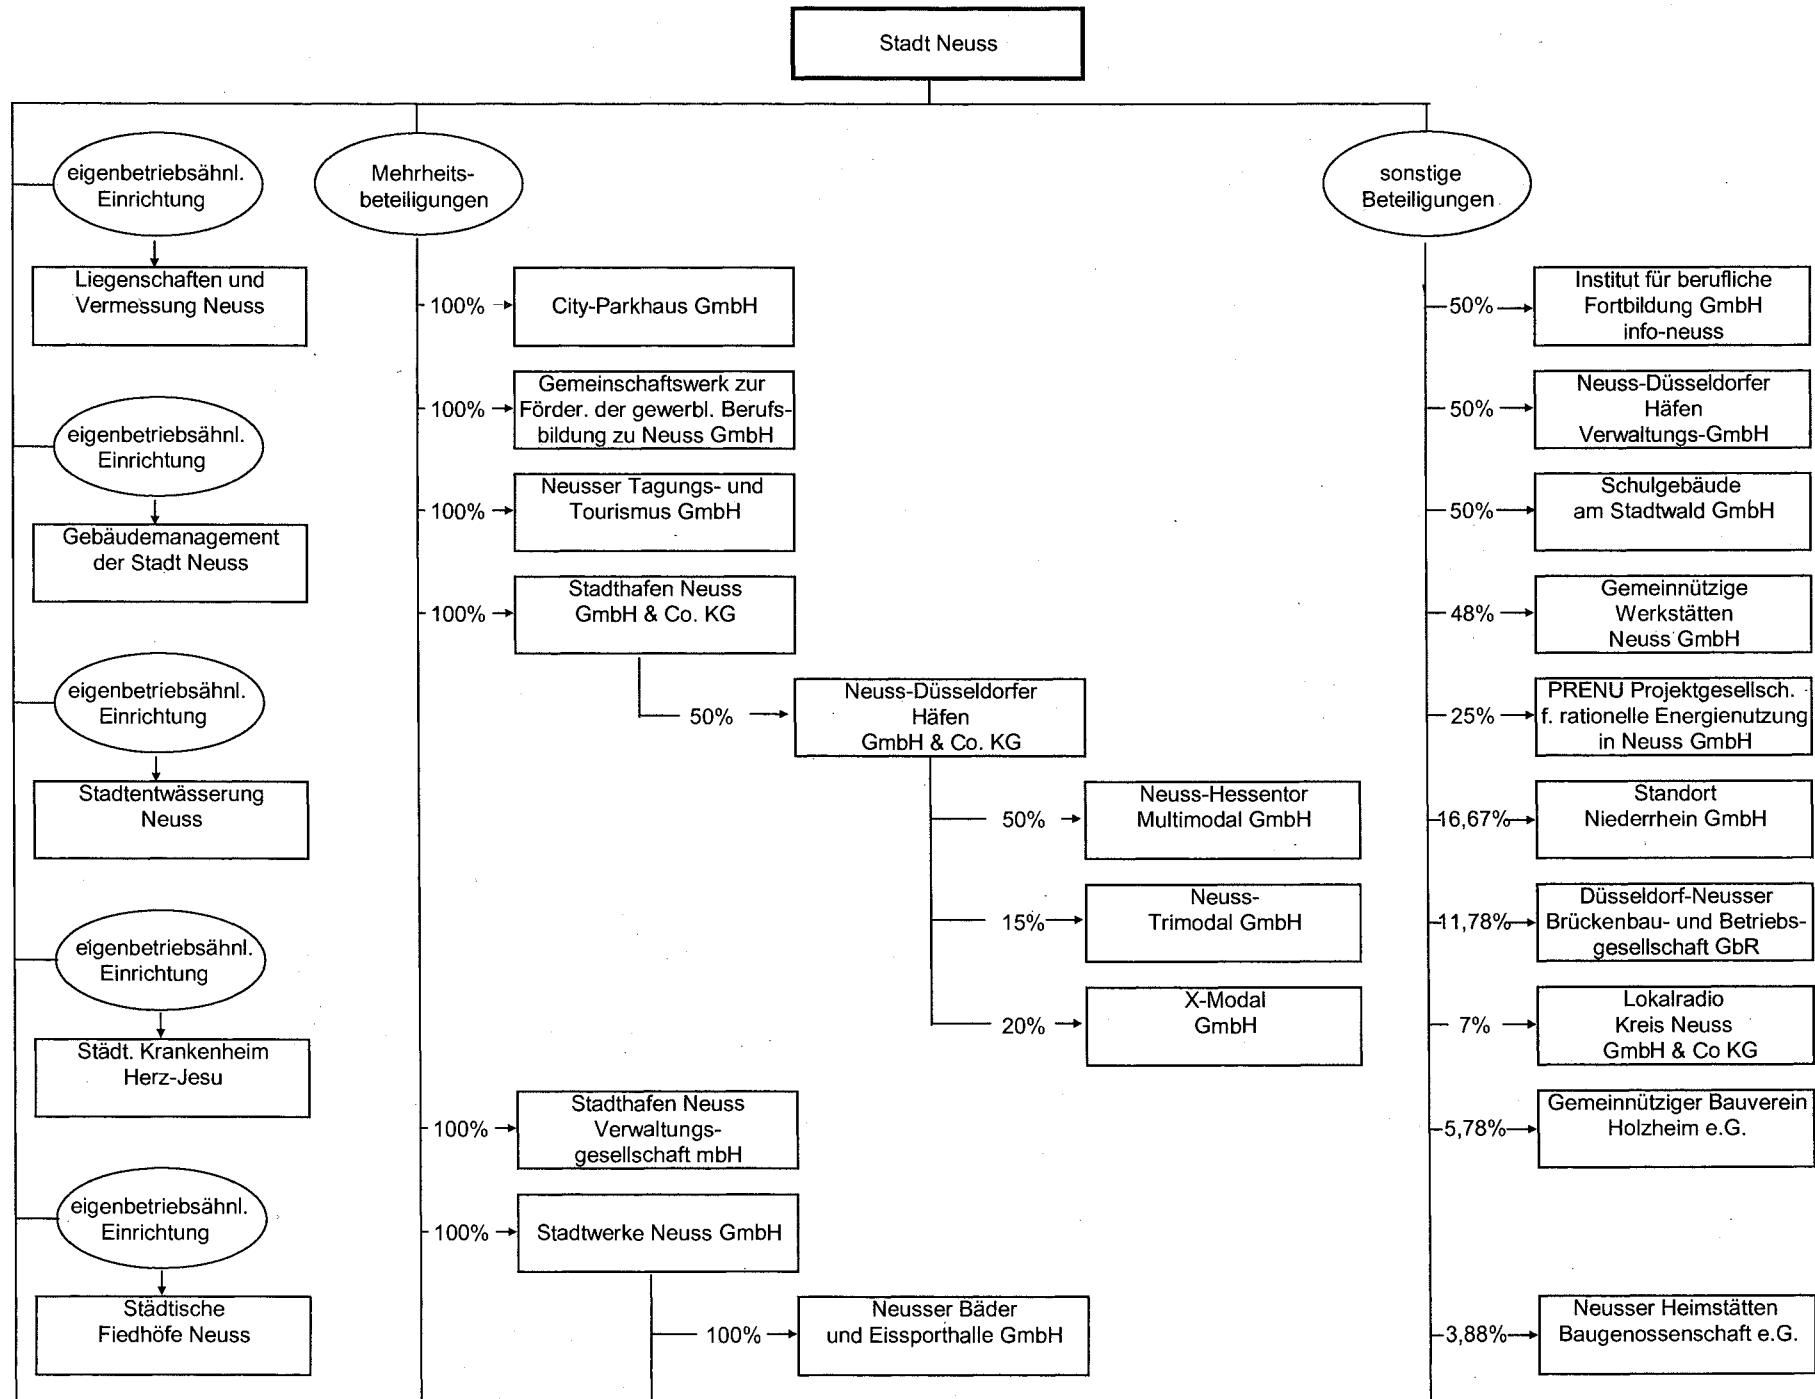 Stadt Neuss
eigenbetriebsähnl.
Einrichtung
Liegenschaften und
Vermessung Neuss
eigenbetriebsähnl.
Einrichtung
Gebäudemanagement
der Stadt Neuss
eigenbetriebsähnl.
Einrichtung
Stadtentwässerung
Neuss
eigenbetriebsähnl.
Einrichtung
Städt. Krankenheim
Herz-Jesu
eigenbetriebsähnl.
Einrichtung
Städtische
Fiedhöfe Neuss
Mehrheits-
beteiligungen
100%
City-Parkhaus GmbH
100%
Gemeinschaftswerk zur
Förder. der gewerbl. Berufs-
bildung zu Neuss GmbH
100%
Neusser Tagungs- und
Tourismus GmbH
100%
Stadthafen Neuss
GmbH & Co. KG
50%
Neuss-Düsseldorfer
Häfen
GmbH & Co. KG
50%
Neuss-Hessentor
Multimodal GmbH
15%
Neuss-
Trimodal GmbH
20%
X-Modal
GmbH
100%
Stadthafen Neuss
Verwaltungs-
gesellschaft mbH
100%
Stadtwerke Neuss GmbH
100%
Neusser Bäder
und Eissporthalle GmbH
sonstige
Beteiligungen
50%
Institut für berufliche
Fortbildung GmbH
info-neuss
50%
Neuss-Düsseldorfer
Häfen
Verwaltungs-GmbH
50%
Schulgebäude
am Stadtwald GmbH
48%
Gemeinnützige
Werkstätten
Neuss GmbH
25%
PRENU Projektgesellsch.
f. rationelle Energienutzung
in Neuss GmbH
16,67%
Standort
Niederrhein GmbH
11,78%
Düsseldorf-Neusser
Brückenbau- und Betriebs-
gesellschaft GbR
7%
Lokalradio
Kreis Neuss
GmbH & Co KG
5,78%
Gemeinnütziger Bauverein
Holzheim e.G.
3,88%
Neusser Heimstätten
Baugenossenschaft e.G.